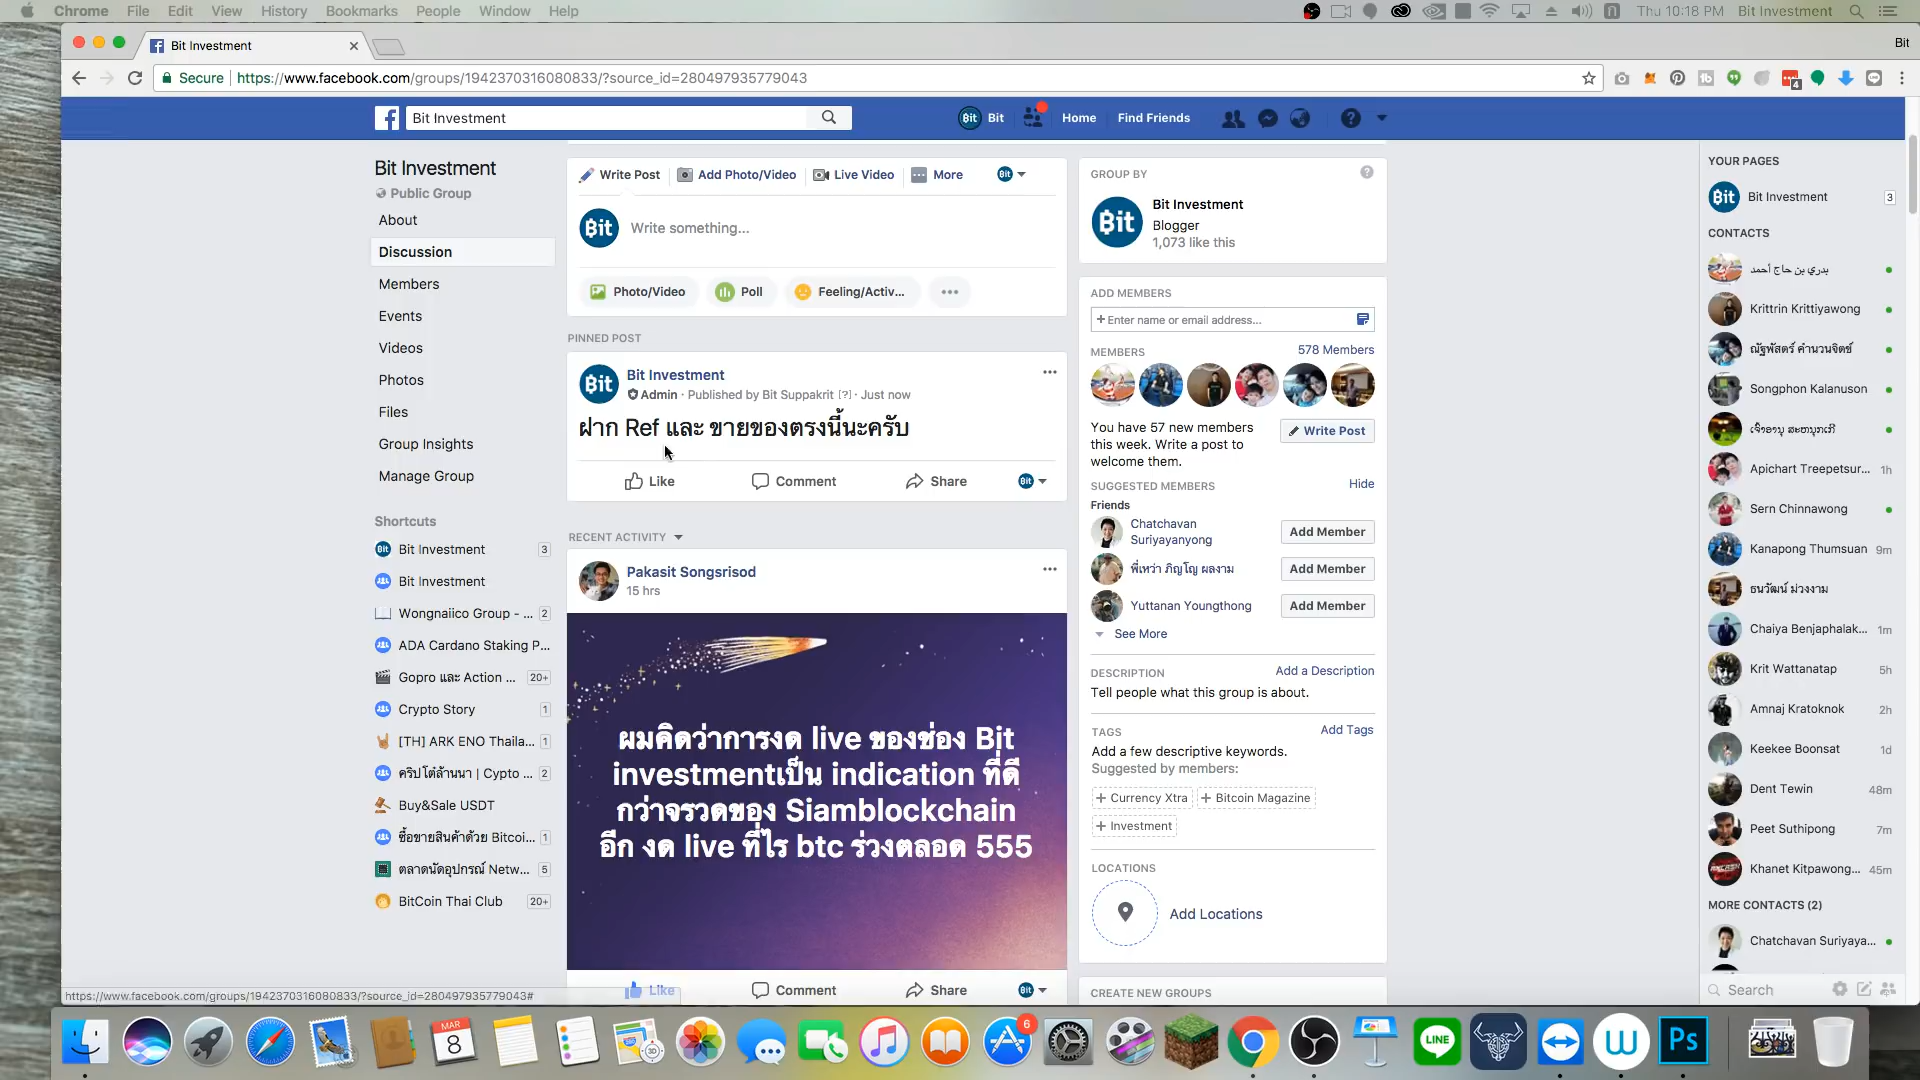 Chrome File Edit View History Bookmarks People Window Help
Thu 10:18 PM Bit Investment
Bit Investment
Bit
Secure | https://www.facebook.com/groups/1942370316080833/?source_id=280497935779043
Bit Investment
Bit Home Find Friends
Bit Investment
Public Group
About
Discussion
Members
Events
Videos
Photos
Files
Group Insights
Manage Group
Shortcuts
Bit Investment 3
Bit Investment
Wongnaiico Group - ... 2
ADA Cardano Staking P...
Gopro และ Action ... 20+
Crypto Story 1
[TH] ARK ENO Thaila... 1
คริปโต๋ล้านนา | Cypto ... 2
Buy&Sale USDT
ซื้อขายสินค้าด้วย Bitcoi... 1
ตลาดนัดอุปกรณ์ Netw... 5
BitCoin Thai Club 20+
Write Post Add Photo/Video Live Video More
Write something...
Photo/Video Poll Feeling/Activ...
PINNED POST
Bit Investment
Admin · Published by Bit Suppakrit [?] · Just now
ฝาก Ref และ ขายของตรงนี้นะครับ
Like Comment Share
RECENT ACTIVITY
Pakasit Songsrisod
15 hrs
ผมคิดว่าการงด live ของช่อง Bit
investmentเป็น indication ที่ดี
กว่าจรวดของ Siamblockchain
อีก งด live ที่ไร btc ร่วงตลอด 555
Like Comment Share
GROUP BY
Bit Investment
Blogger
1,073 like this
ADD MEMBERS
+ Enter name or email address...
MEMBERS 578 Members
You have 57 new members
this week. Write a post to
welcome them.
Write Post
SUGGESTED MEMBERS Hide
Friends
Chatchavan
Suriyayanyong
Add Member
พี่เหว่า ภิญโญ ผลงาม Add Member
Yuttanan Youngthong Add Member
See More
DESCRIPTION Add a Description
Tell people what this group is about.
TAGS Add Tags
Add a few descriptive keywords.
Suggested by members:
+ Currency Xtra + Bitcoin Magazine
+ Investment
LOCATIONS
Add Locations
CREATE NEW GROUPS
YOUR PAGES
Bit Investment 3
CONTACTS
بدري بن حاج أحمد
Krittrin Krittiyawong
ณัฐพัสตร์ คำนวนจิตช์
Songphon Kalanuson
Apichart Treepetsur... 1h
Sern Chinnawong
Kanapong Thumsuan 9m
ธนวัฒน์ ม่วงงาม
Chaiya Benjaphalak... 1m
Krit Wattanatap 5h
Amnaj Kratoknok 2h
Keekee Boonsat 1d
Dent Tewin 48m
Peet Suthipong 7m
Khanet Kitpawong... 45m
MORE CONTACTS (2)
Chatchavan Suriyaya...
Search
https://www.facebook.com/groups/1942370316080833/?source_id=280497935779043#
MAR
8
6
LINE
W
Ps